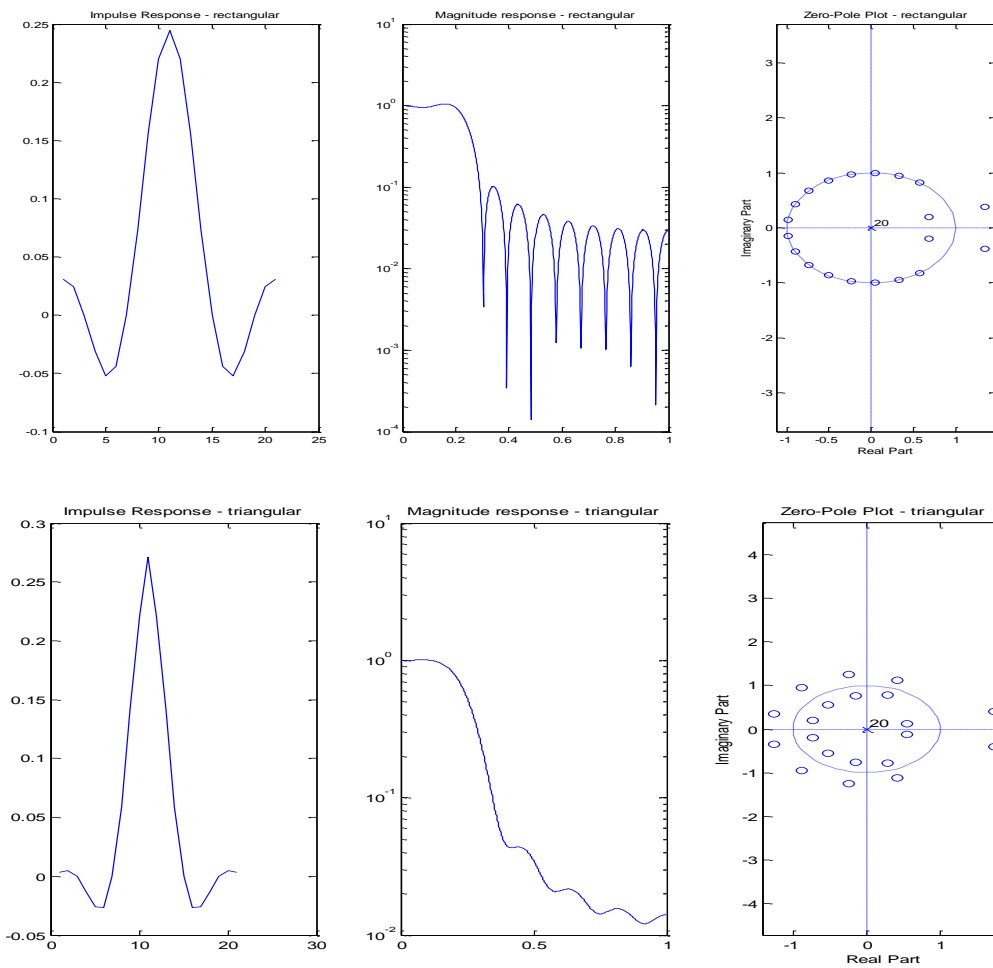 Impulse Response - rectangular
0.25
0.2
0.15
0.1
0.05
0
-0.05
-0.1
0 5 10 15 20 25
Magnitude response - rectangular
10^1
10^0
10^-1
10^-2
10^-3
10^-4
0 0.2 0.4 0.6 0.8 1
Zero-Pole Plot - rectangular
3
2
1
0
-1
-2
-3
Imaginary Part
20
-1 -0.5 0 0.5 1
Real Part
Impulse Response - triangular
0.3
0.25
0.2
0.15
0.1
0.05
0
-0.05
0 10 20 30
Magnitude response - triangular
10^1
10^0
10^-1
10^-2
0 0.5 1
Zero-Pole Plot - triangular
4
3
2
1
0
-1
-2
-3
-4
Imaginary Part
20
-1 0 1
Real Part